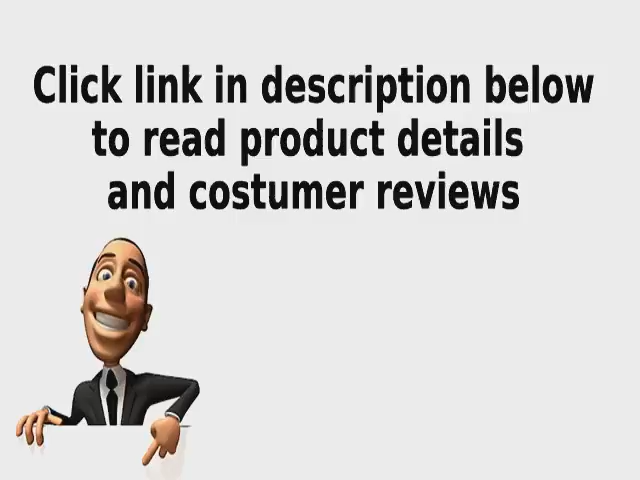 Click link in description below
to read product details
and costumer reviews